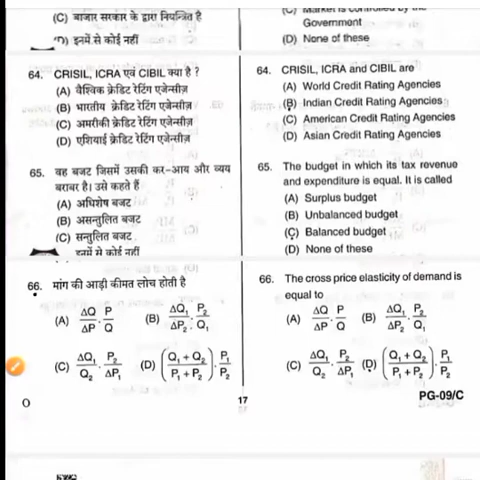 (C) बाजार सरकार के द्वारा नियन्त्रित है
(D) इनमें से कोई नहीं
64. CRISIL, ICRA एवं CIBIL क्या है ?
(A) वैश्विक क्रेडिट रेटिंग एजेन्सीज़
(B) भारतीय क्रेडिट रेटिंग एजेन्सीज़
(C) अमरीकी क्रेडिट रेटिंग एजेन्सीज़
(D) एशियाई क्रेडिट रेटिंग एजेन्सीज़
65. वह बजट जिसमें उसकी कर-आय और व्यय
बराबर है। उसे कहते हैं
(A) अधिशेष बजट
(B) असन्तुलित बजट
(C) सन्तुलित बजट
इनमें से कोई नहीं
66. मांग की आड़ी कीमत लोच होती है
(A) ΔQ/ΔP · P/Q (B) ΔQ₁/ΔP₂ · P₂/Q₁
(C) ΔQ₁/Q₂ · P₂/ΔP₁ (D) ((Q₁ + Q₂)/(P₁ + P₂)) · P₁/P₂
(C) Market is controlled by the
Government
(D) None of these
64. CRISIL, ICRA and CIBIL are
(A) World Credit Rating Agencies
(B) Indian Credit Rating Agencies
(C) American Credit Rating Agencies
(D) Asian Credit Rating Agencies
65. The budget in which its tax revenue
and expenditure is equal. It is called
(A) Surplus budget
(B) Unbalanced budget
(C) Balanced budget
(D) None of these
66. The cross price elasticity of demand is
equal to
(A) ΔQ/ΔP · P/Q (B) ΔQ₁/ΔP₂ · P₂/Q₁
(C) ΔQ₁/Q₂ · P₂/ΔP₁ (D) ((Q₁ + Q₂)/(P₁ + P₂)) · P₁/P₂
O 17 PG-09/C